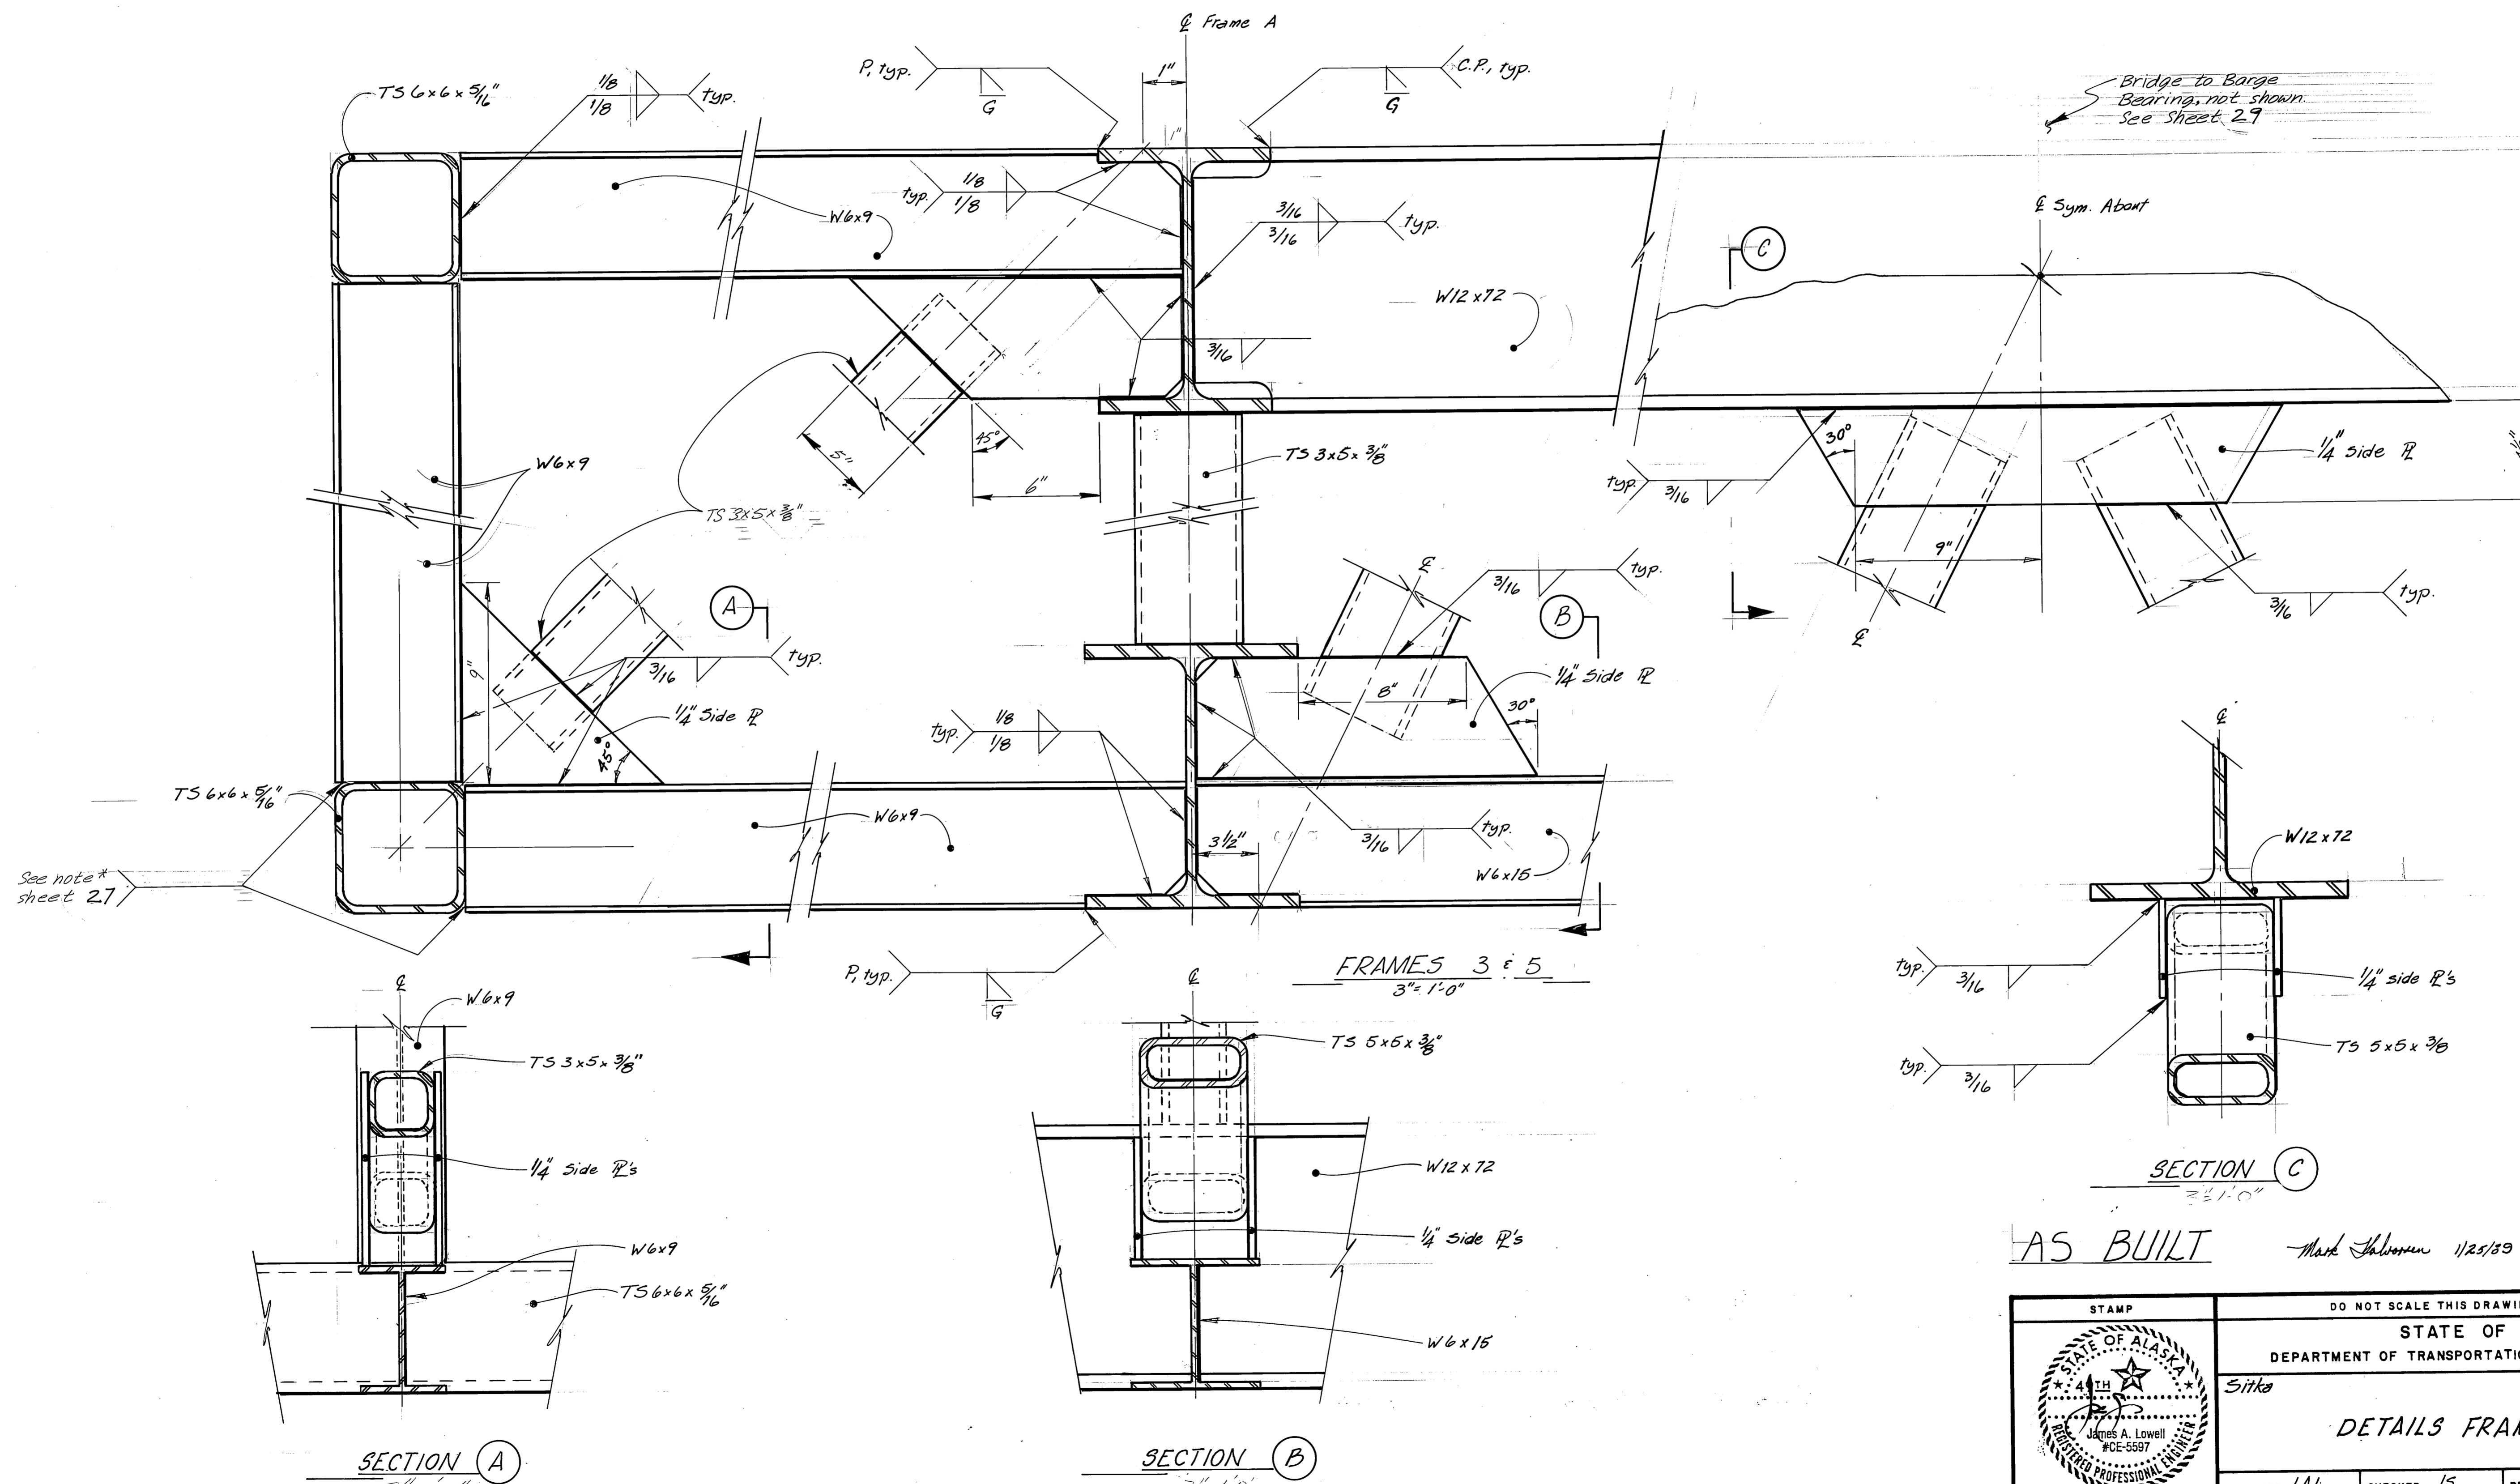 ℄ Frame A
P, typ.
G
1"
1"
C.P., typ.
G
Bridge to Barge
Bearing, not shown.
See Sheet 29
TS 6x6x 5/16"
1/8
1/8
typ.
typ.
1/8
1/8
W6x9
3/16
3/16
typ.
℄ Sym. About
C
W12x72
3/16
45°
5"
6"
TS 3x5x 3/8
30°
1/4" Side PL
typ.
3/16
W6x9
TS 3x5x 3/8"
9"
3/16
typ.
℄
℄
3/16
typ.
A
B
9"
3/16
typ.
1/4" Side PL
45°
8"
30°
1/4" Side PL
typ.
1/8
1/8
TS 6x6x 5/16"
W6x9
3 1/2"
3/16
typ.
W6x15
See note*
sheet 27
P, typ.
G
FRAMES 3 & 5
3"= 1'-0"
℄
W12x72
typ.
3/16
1/4" side PL's
typ.
3/16
TS 5x5x 3/8
SECTION C
3"=1'-0"
℄
W6x9
TS 3x5x 3/8"
1/4" Side PL's
W6x9
TS 6x6x 5/16"
SECTION A
℄
TS 5x5x 3/8"
W12x72
1/4" Side PL's
W6x15
SECTION B
AS BUILT
Mark Halvorsen 1/25/89
STAMP
DO NOT SCALE THIS DRAWI
STATE OF
DEPARTMENT OF TRANSPORTATIO
STATE OF ALASKA
49TH
James A. Lowell
#CE-5597
REGISTERED PROFESSIONAL ENGINEER
Sitka
DETAILS FRA